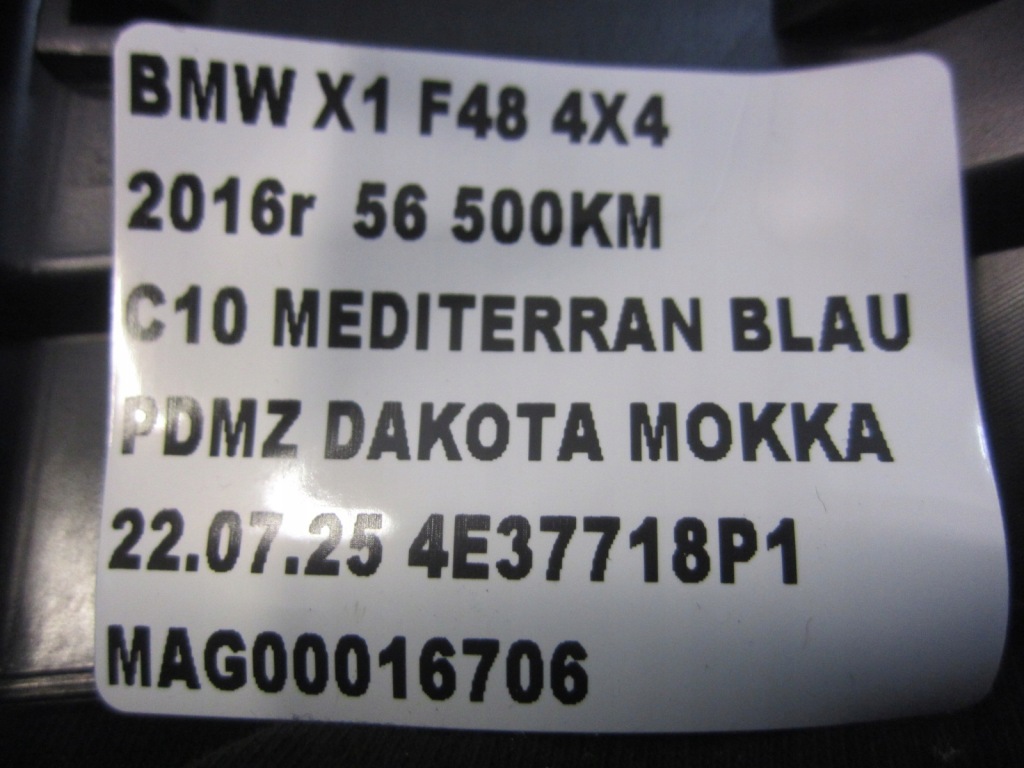 BMW X1 F48 4X4
2016r 56 500KM
C10 MEDITERRAN BLAU
PDMZ DAKOTA MOKKA
22.07.25 4E37718P1
MAG00016706